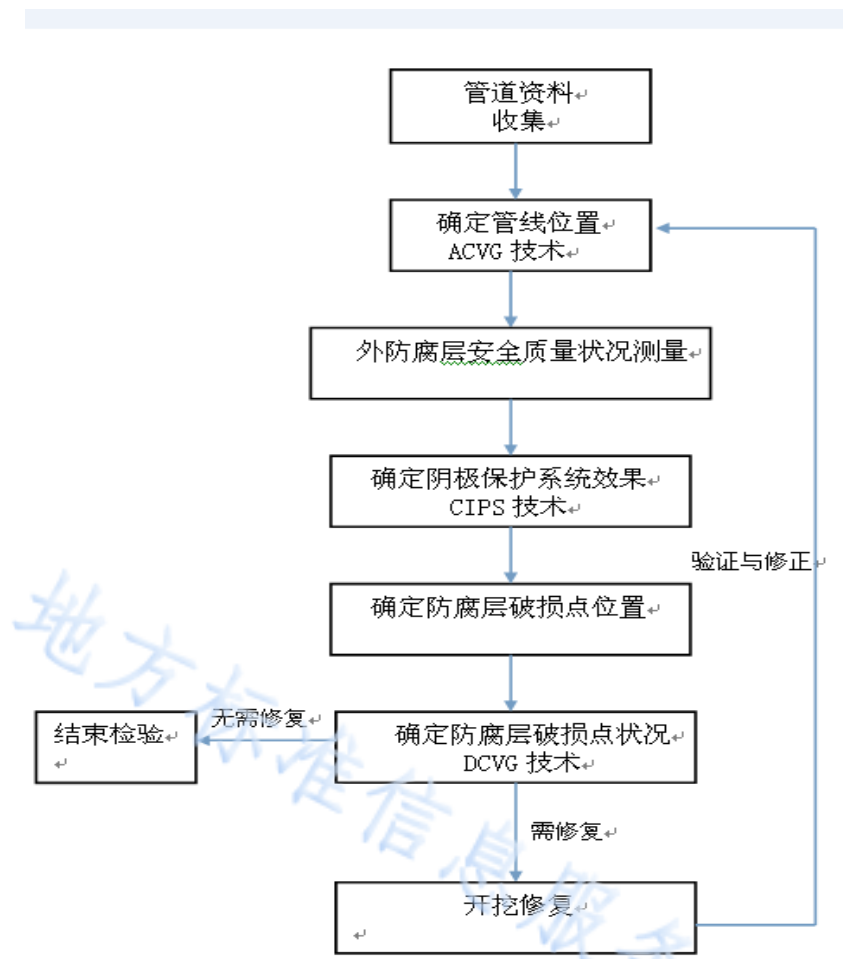 管道资料
收集
确定管线位置
ACVG 技术
外防腐层安全质量状况测量
确定阴极保护系统效果
CIPS 技术
验证与修正
确定防腐层破损点位置
无需修复
结束检验
确定防腐层破损点状况
DCVG 技术
需修复
开挖修复
地方标准信息服务